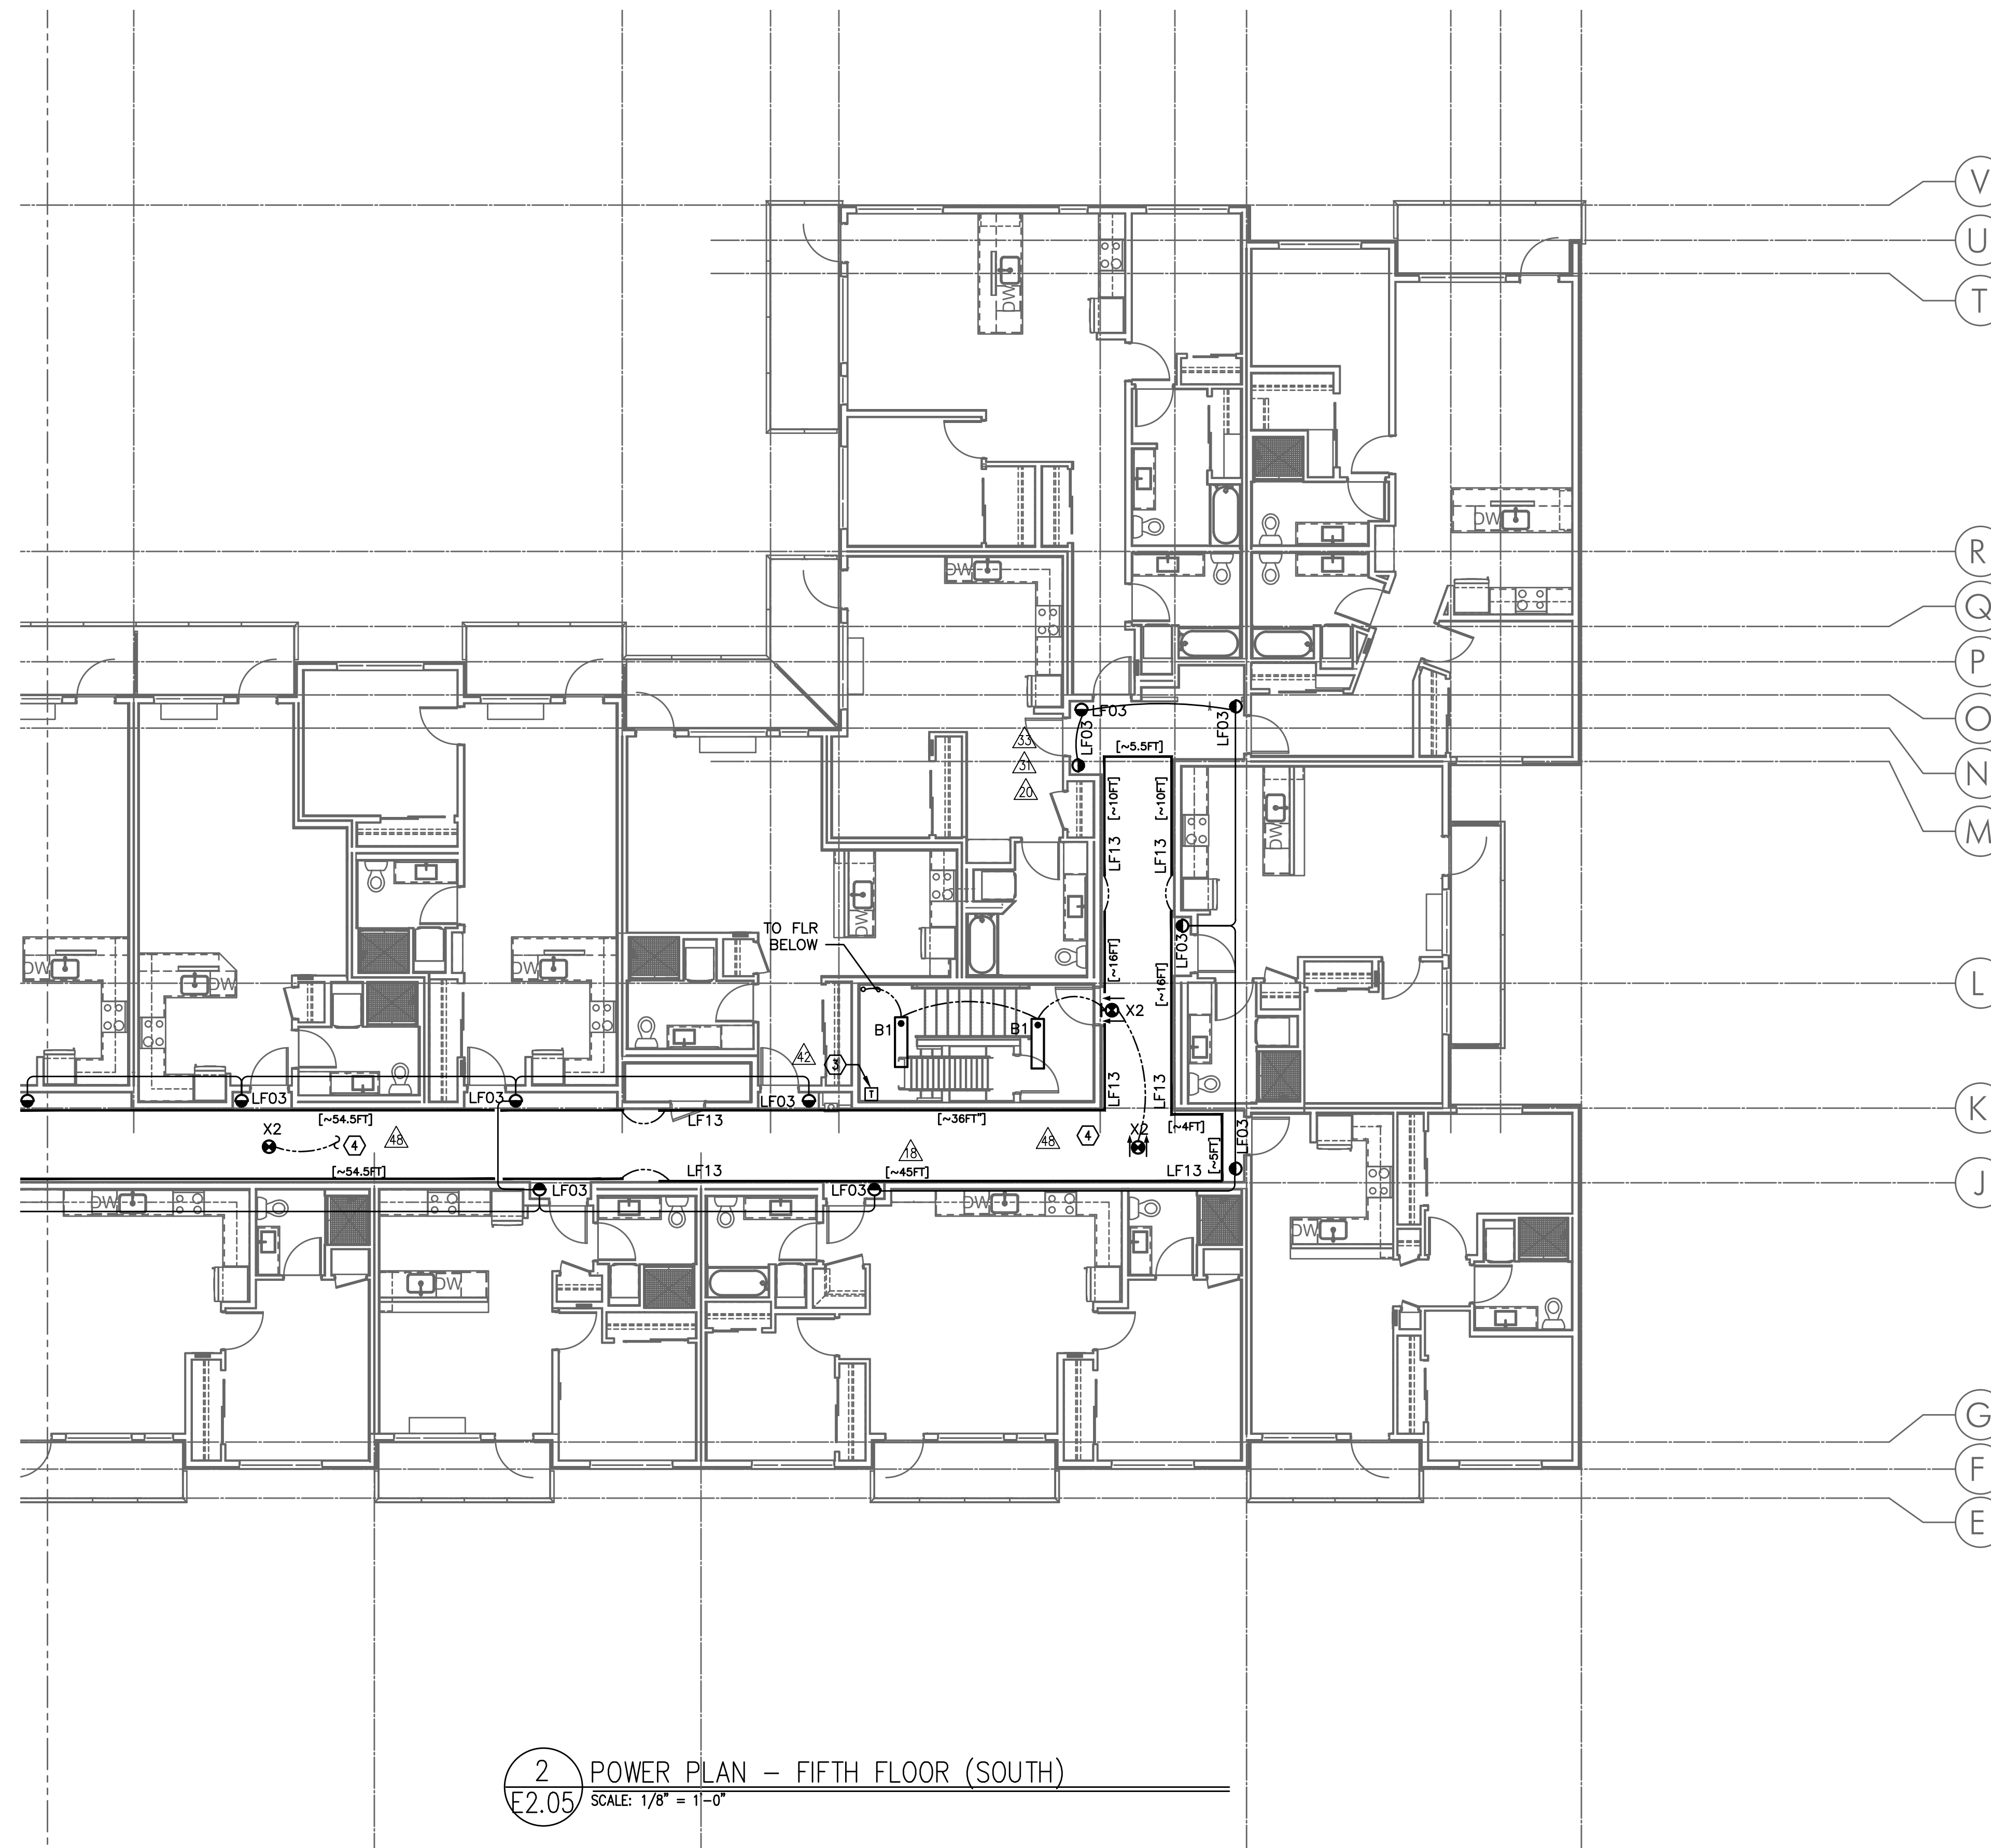 V
U
T
DW
R
DW
DW
Q
P
O
LF03
LF03
LF03
33
[~5.5FT]
31
20
N
M
[~10FT]
[~10FT]
DW
LF13
LF13
DW
TO FLR
BELOW
LF03
[~16FT]
[~16FT]
DW
DW
DW
L
B1
B1
X2
42
3
T
LF03
LF03
LF03
LF13
LF13
K
[~54.5FT]
LF13
[~36FT"]
[~4FT]
X2
4
48
48
4
X2
LF03
18
[~5FT]
[~54.5FT]
LF13
[~45FT]
LF13
J
LF03
LF03
DW
DW
DW
DW
G
F
E
2
POWER PLAN – FIFTH FLOOR (SOUTH)
E2.05
SCALE: 1/8" = 1'-0"